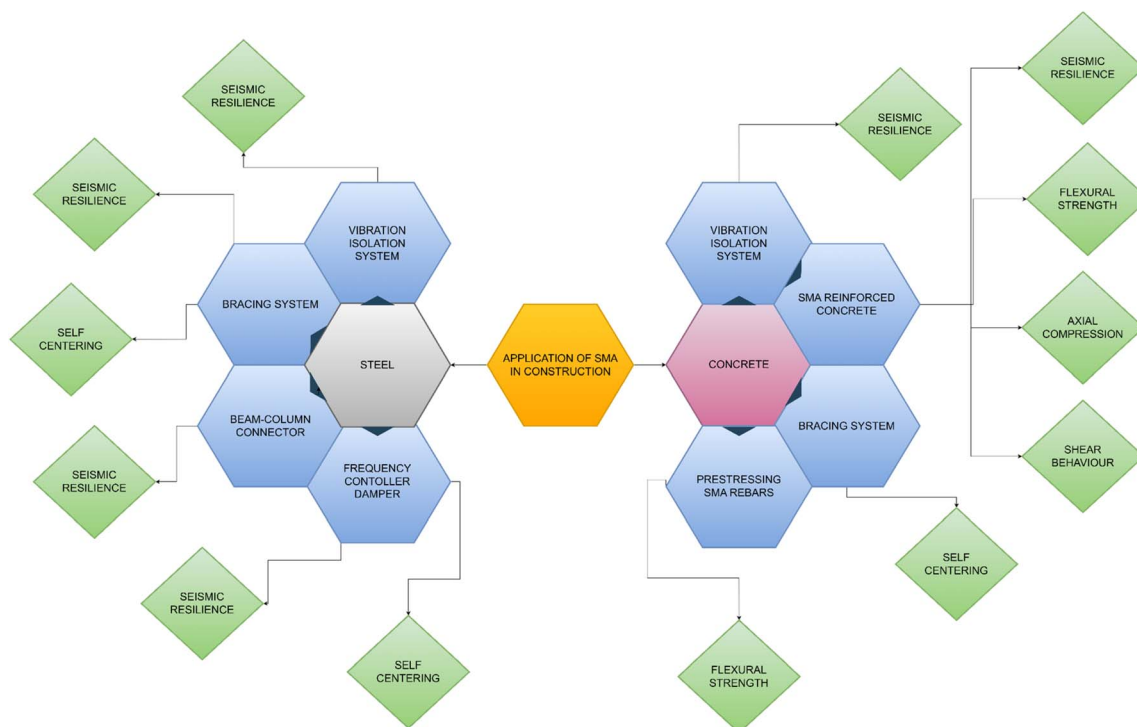 SEISMIC
RESILIENCE
SEISMIC
RESILIENCE
SEISMIC
RESILIENCE
SEISMIC
RESILIENCE
FLEXURAL
STRENGTH
VIBRATION
ISOLATION
SYSTEM
VIBRATION
ISOLATION
SYSTEM
BRACING SYSTEM
SMA REINFORCED
CONCRETE
SELF
CENTERING
AXIAL
COMPRESSION
STEEL
APPLICATION OF SMA
IN CONSTRUCTION
CONCRETE
BEAM-COLUMN
CONNECTOR
BRACING SYSTEM
SEISMIC
RESILIENCE
FREQUENCY
CONTOLLER
DAMPER
PRESTRESSING
SMA REBARS
SHEAR
BEHAVIOUR
SELF
CENTERING
SEISMIC
RESILIENCE
SELF
CENTERING
FLEXURAL
STRENGTH